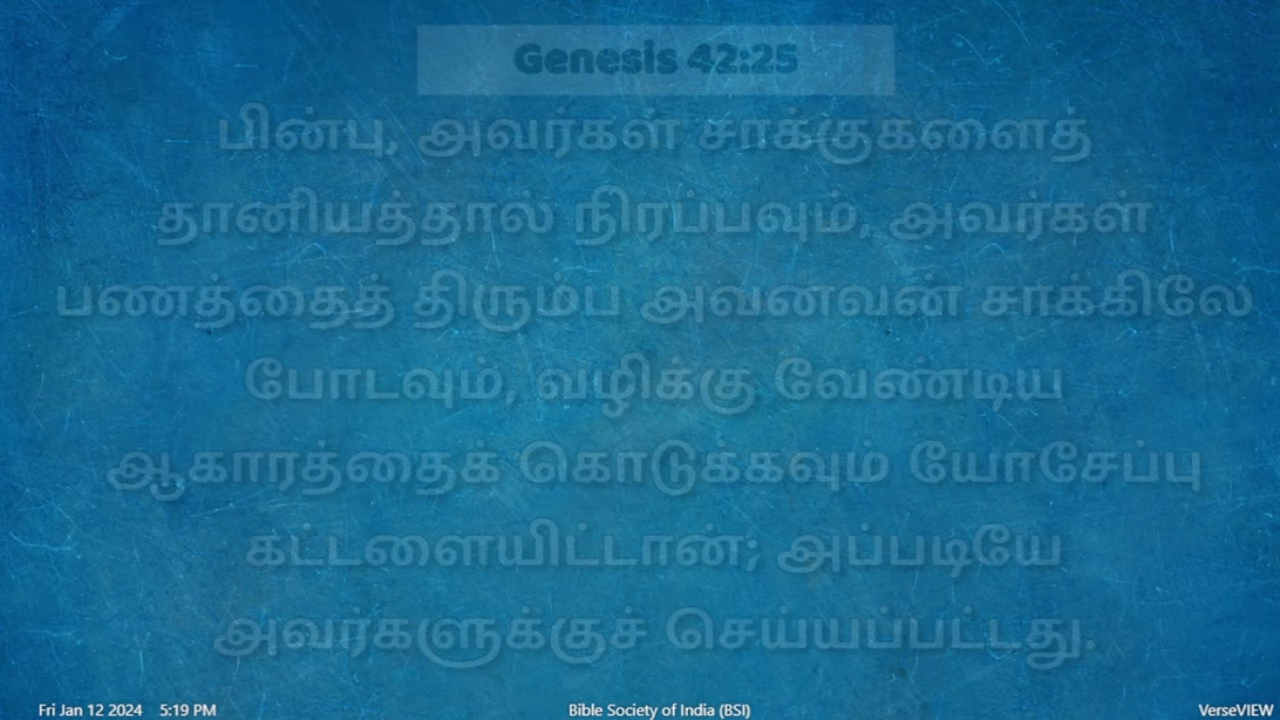 Genesis 42:25
பின்பு, அவர்கள் சாக்குகளைத்
தானியத்தால் நிரப்பவும், அவர்கள்
பணத்தைத் திரும்ப அவனவன் சாக்கிலே
போடவும், வழிக்கு வேண்டிய
ஆகாரத்தைக் கொடுக்கவும் யோசேப்பு
கட்டளையிட்டான்; அப்படியே
அவர்களுக்குச் செய்யப்பட்டது.
Fri Jan 12 2024 5:19 PM Bible Society of India (BSI) VerseVIEW